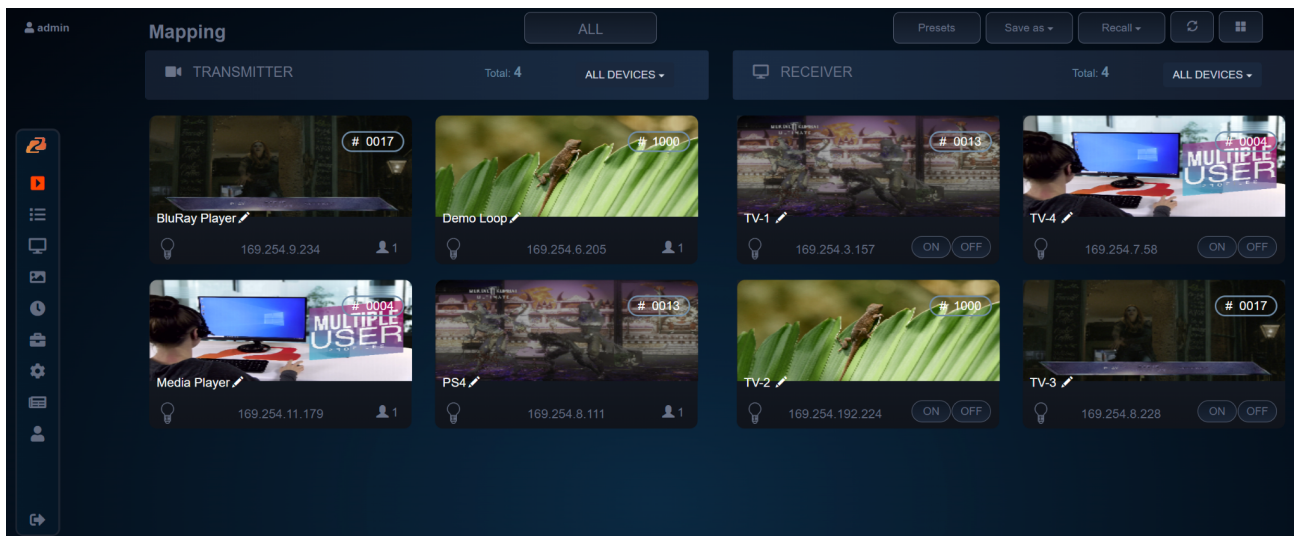 admin
Mapping
ALL
Presets
Save as
Recall
TRANSMITTER
Total: 4
ALL DEVICES
RECEIVER
Total: 4
ALL DEVICES
# 0017
BluRay Player
169.254.9.234
1
# 1000
Demo Loop
169.254.6.205
1
# 0013
TV-1
169.254.3.157
ON OFF
# 0004
MULTIPLE
USER
TV-4
169.254.7.58
ON OFF
# 0004
MULTIPLE
USER
Media Player
169.254.11.179
1
# 0013
PS4
169.254.8.111
1
# 1000
TV-2
169.254.192.224
ON OFF
# 0017
TV-3
169.254.8.228
ON OFF